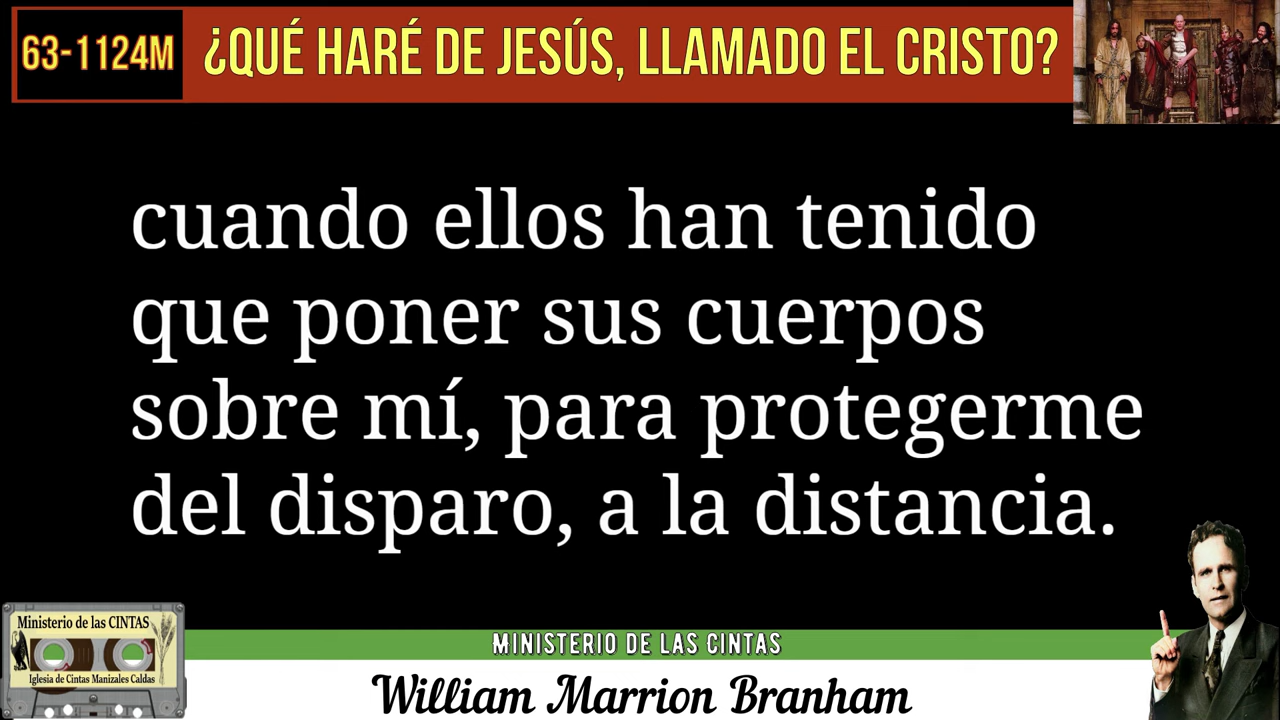 63-1124M
¿QUÉ HARÉ DE JESÚS, LLAMADO EL CRISTO?
cuando ellos han tenido
que poner sus cuerpos
sobre mí, para protegerme
del disparo, a la distancia.
Ministerio de las CINTAS
Iglesia de Cintas Manizales Caldas
MINISTERIO DE LAS CINTAS
William Marrion Branham